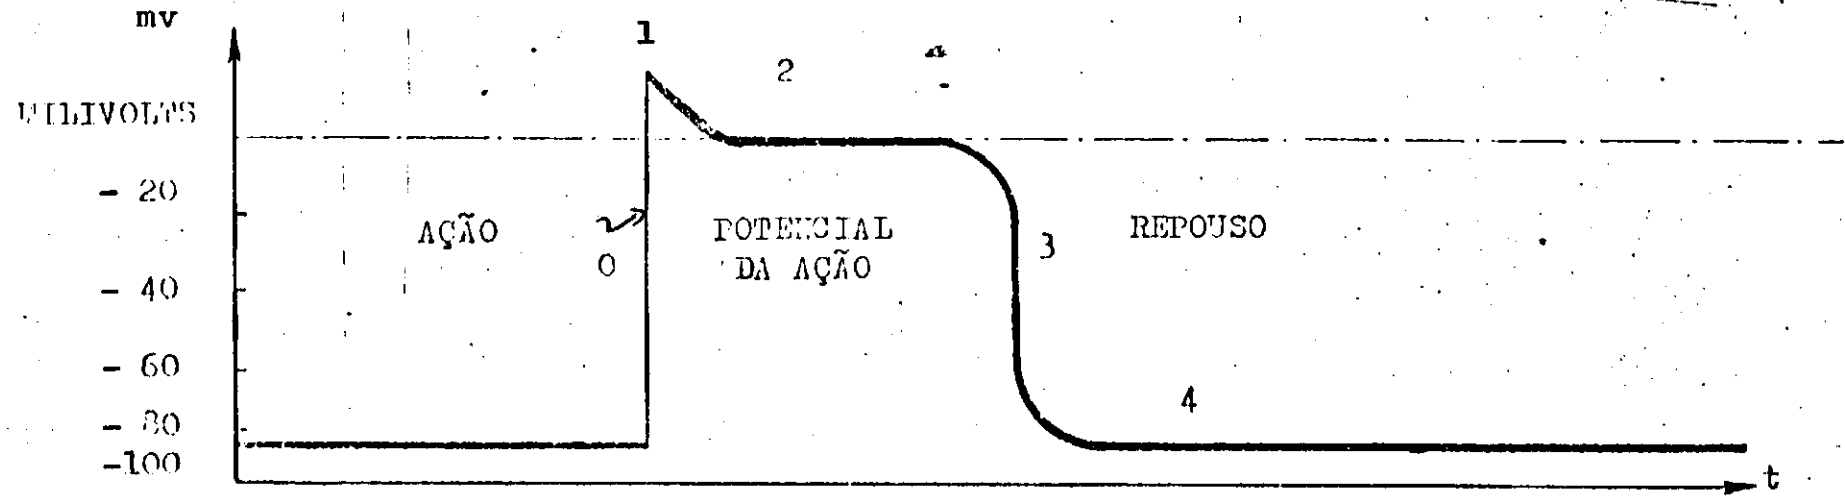 mv
1
2
MILIVOLTS
- 20
AÇÃO
0
POTENCIAL
DA AÇÃO
3
REPOUSO
- 40
- 60
4
- 80
-100
t